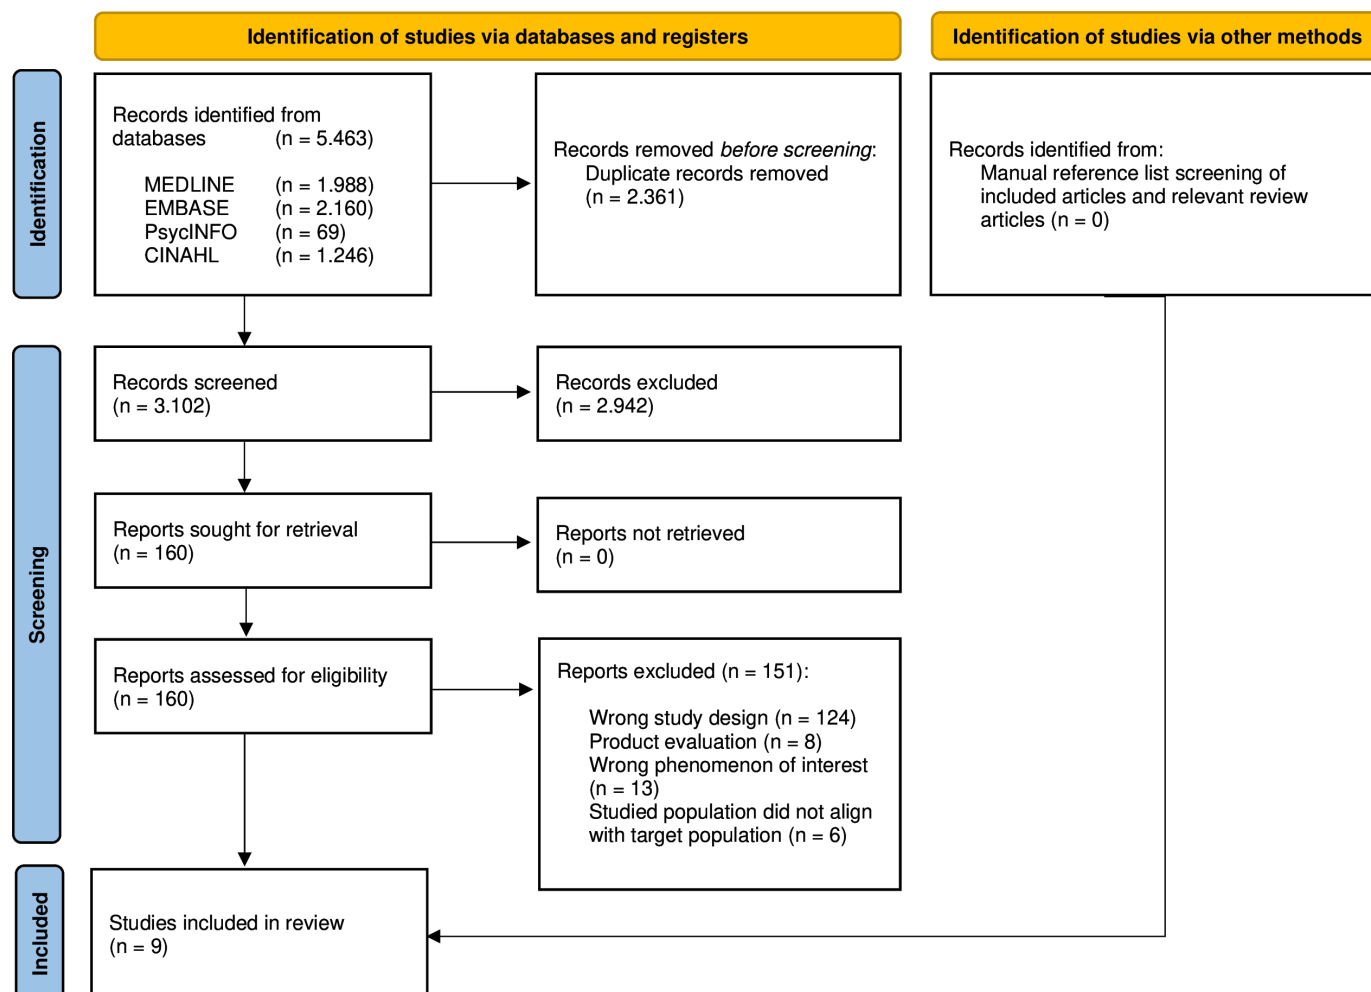 Identification of studies via databases and registers
Identification of studies via other methods
Identification
Records identified from
databases (n = 5.463)
MEDLINE (n = 1.988)
EMBASE (n = 2.160)
PsycINFO (n = 69)
CINAHL (n = 1.246)
Records removed before screening:
Duplicate records removed
(n = 2.361)
Records identified from:
Manual reference list screening of
included articles and relevant review
articles (n = 0)
Screening
Records screened
(n = 3.102)
Records excluded
(n = 2.942)
Reports sought for retrieval
(n = 160)
Reports not retrieved
(n = 0)
Reports assessed for eligibility
(n = 160)
Reports excluded (n = 151):
Wrong study design (n = 124)
Product evaluation (n = 8)
Wrong phenomenon of interest
(n = 13)
Studied population did not align
with target population (n = 6)
Included
Studies included in review
(n = 9)